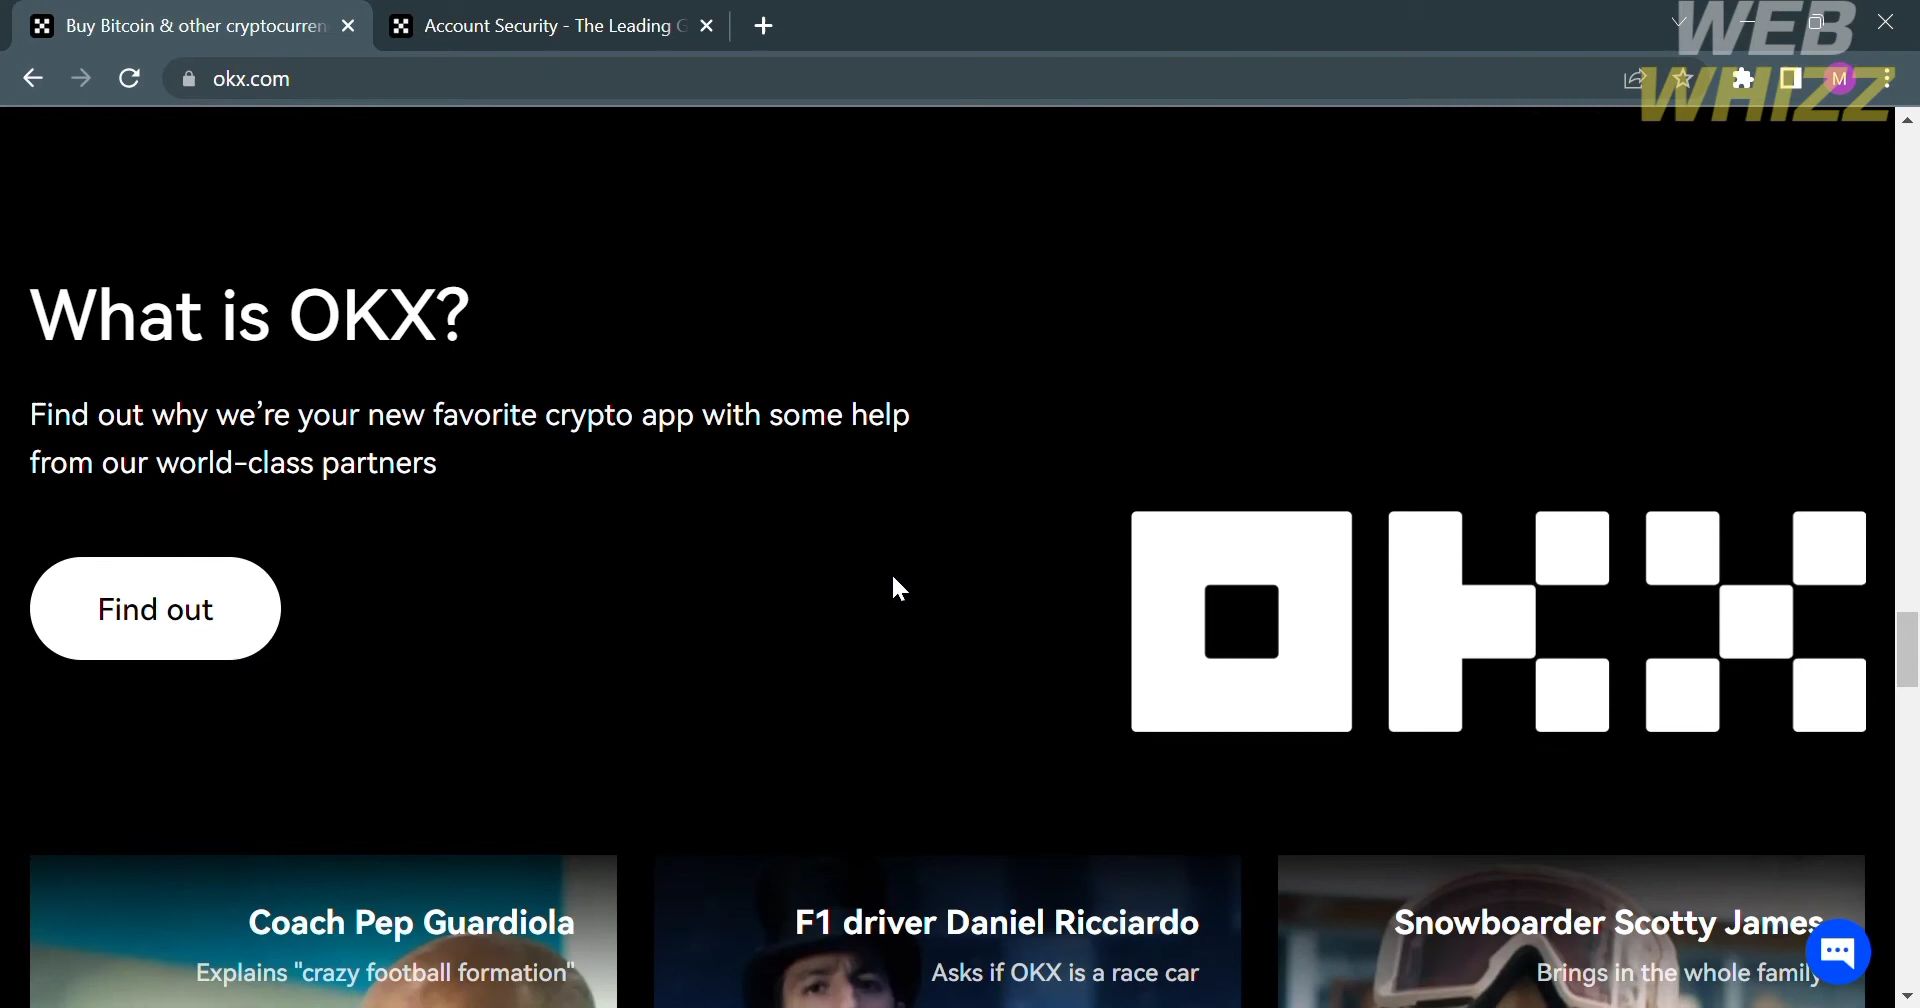 Buy Bitcoin & other cryptocurren
Account Security - The Leading G
WEB
WHIZZ
okx.com
M
What is OKX?
Find out why we’re your new favorite crypto app with some help
from our world-class partners
Find out
OKX
Coach Pep Guardiola
Explains "crazy football formation"
F1 driver Daniel Ricciardo
Asks if OKX is a race car
Snowboarder Scotty James
Brings in the whole family